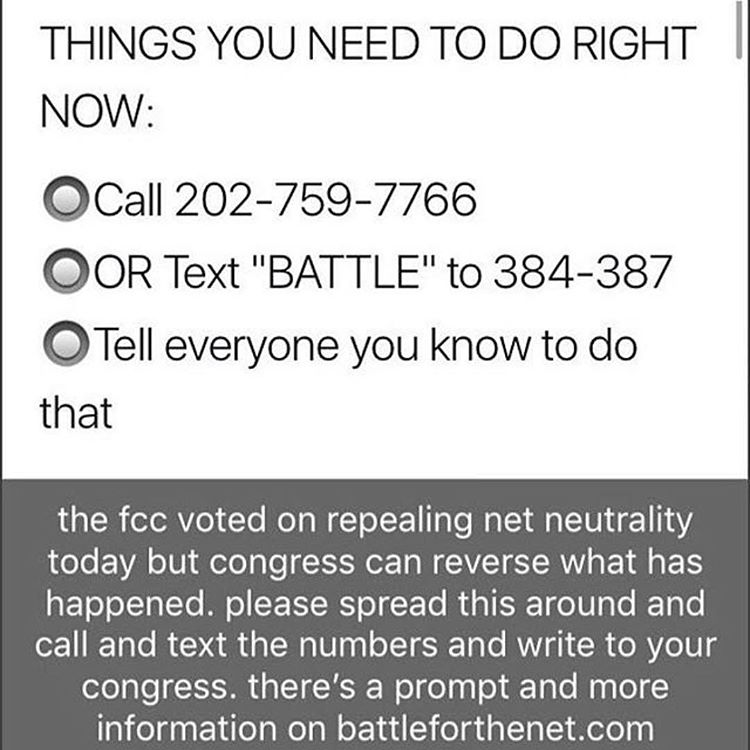 THINGS YOU NEED TO DO RIGHT
NOW:
🔘Call 202-759-7766
🔘OR Text "BATTLE" to 384-387
🔘Tell everyone you know to do
that
the fcc voted on repealing net neutrality
today but congress can reverse what has
happened. please spread this around and
call and text the numbers and write to your
congress. there's a prompt and more
information on battleforthenet.com